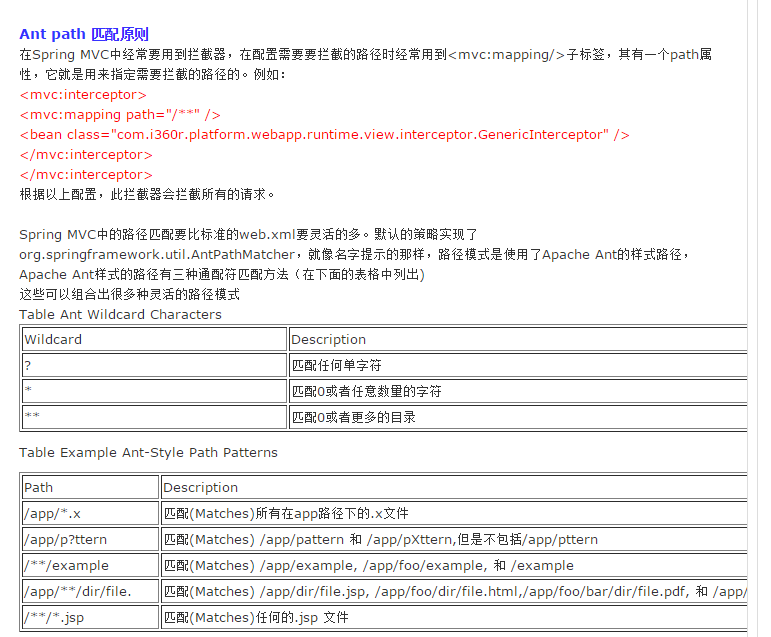 Ant path 匹配原则
在Spring MVC中经常要用到拦截器，在配置需要要拦截的路径时经常用到<mvc:mapping/>子标签，其有一个path属
性，它就是用来指定需要拦截的路径的。例如：
<mvc:interceptor>
<mvc:mapping path="/**" />
<bean class="com.i360r.platform.webapp.runtime.view.interceptor.GenericInterceptor" />
</mvc:interceptor>
</mvc:interceptor>
根据以上配置，此拦截器会拦截所有的请求。
Spring MVC中的路径匹配要比标准的web.xml要灵活的多。默认的策略实现了
org.springframework.util.AntPathMatcher，就像名字提示的那样，路径模式是使用了Apache Ant的样式路径，
Apache Ant样式的路径有三种通配符匹配方法（在下面的表格中列出)
这些可以组合出很多种灵活的路径模式
Table Ant Wildcard Characters
Wildcard Description
? 匹配任何单字符
* 匹配0或者任意数量的字符
** 匹配0或者更多的目录
Table Example Ant-Style Path Patterns
Path Description
/app/*.x 匹配(Matches)所有在app路径下的.x文件
/app/p?ttern 匹配(Matches) /app/pattern 和 /app/pXttern,但是不包括/app/pttern
/**/example 匹配(Matches) /app/example, /app/foo/example, 和 /example
/app/**/dir/file. 匹配(Matches) /app/dir/file.jsp, /app/foo/dir/file.html,/app/foo/bar/dir/file.pdf, 和 /app/
/**/*.jsp 匹配(Matches)任何的.jsp 文件